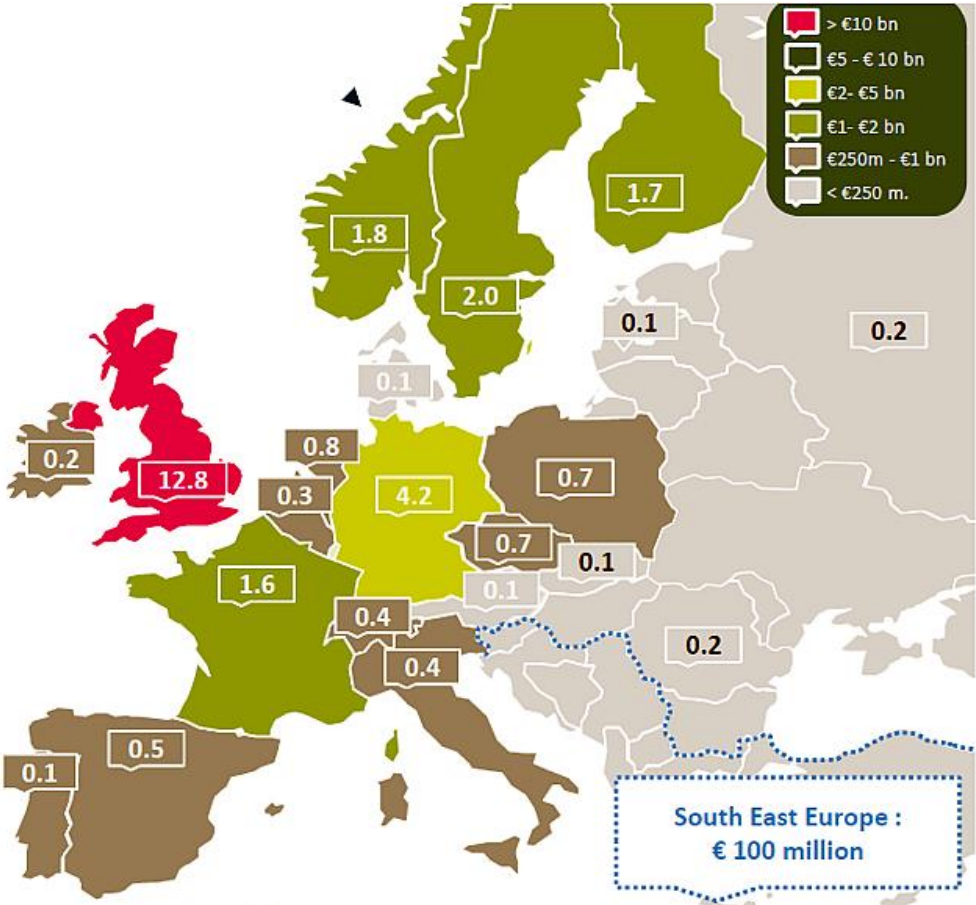 > €10 bn
€5 - € 10 bn
€2- €5 bn
€1- €2 bn
€250m - €1 bn
< €250 m.
1.7
1.8
2.0
0.1
0.2
0.1
0.8
0.2
12.8
0.3
4.2
0.7
0.7
0.1
1.6
0.1
0.4
0.2
0.4
0.5
0.1
South East Europe :
€ 100 million